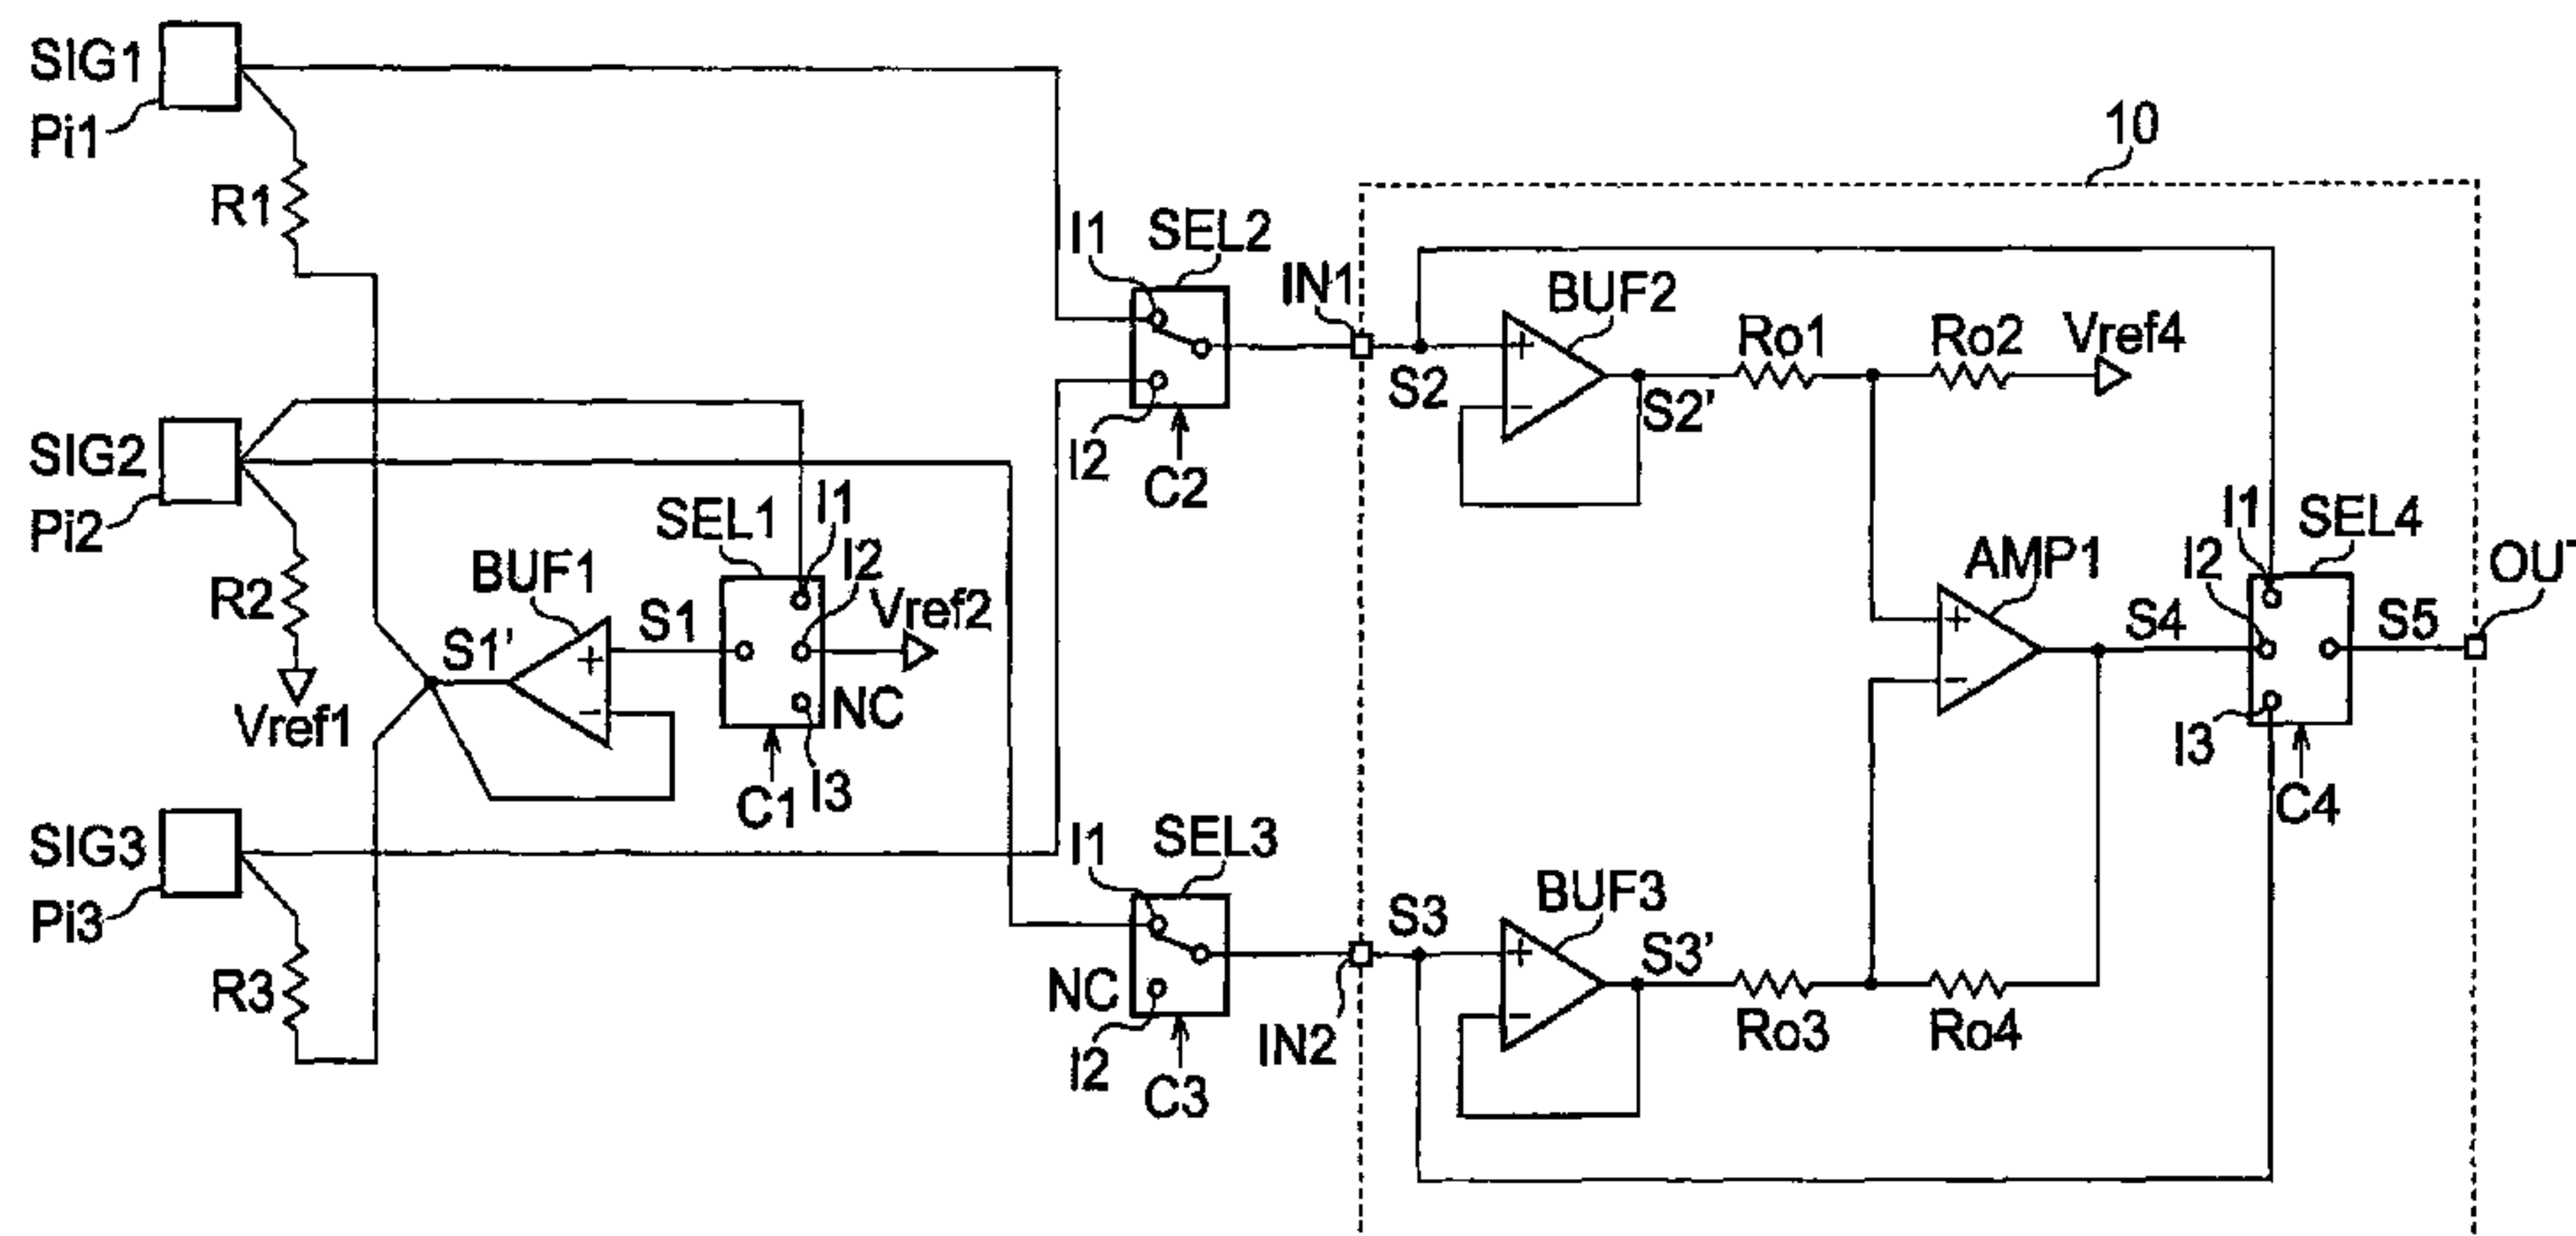 SIG1
Pi1
R1
SIG2
Pi2
R2
Vref1
SIG3
Pi3
R3
S1'
BUF1
+
−
S1
SEL1
I1
I2
Vref2
NC
I3
C1
I1
SEL2
I2
C2
I1
SEL3
NC
I2
C3
10
IN1
S2
BUF2
+
−
S2'
Ro1
Ro2
Vref4
AMP1
+
−
S4
I1
SEL4
I2
I3
C4
S5
OUT
IN2
S3
BUF3
+
−
S3'
Ro3
Ro4